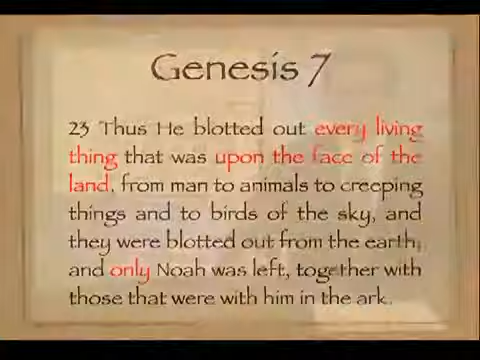 Genesis 7
23 Thus He blotted out every living
thing that was upon the face of the
land, from man to animals to creeping
things and to birds of the sky, and
they were blotted out from the earth,
and only Noah was left, together with
those that were with him in the ark.